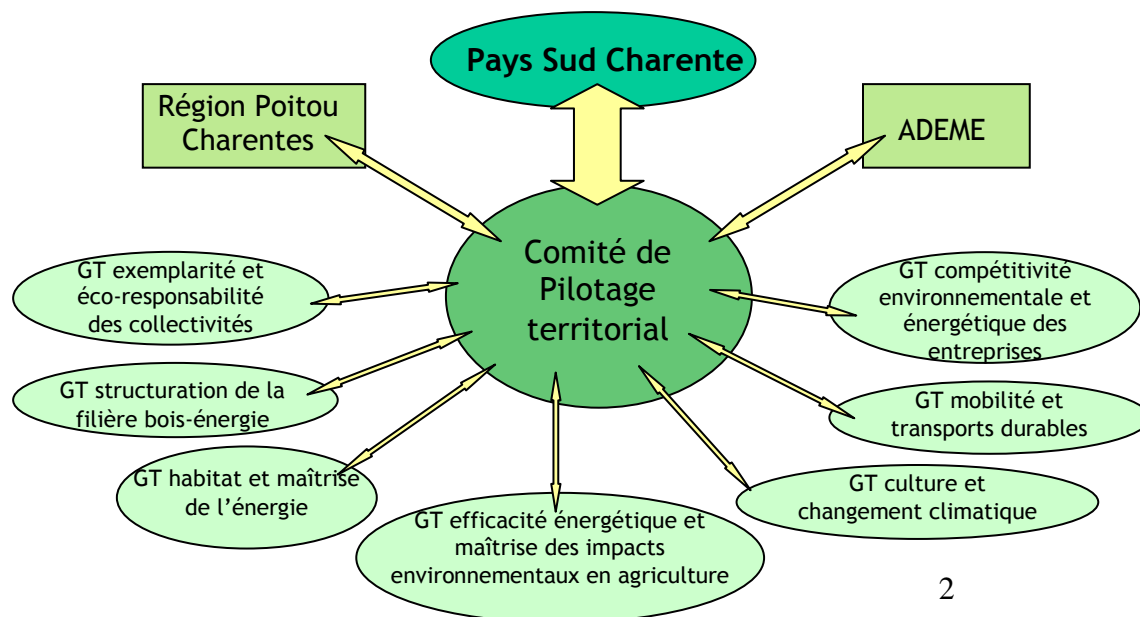 Pays Sud Charente
Région Poitou
Charentes
ADEME
Comité de
Pilotage
territorial
GT exemplarité et
éco-responsabilité
des collectivités
GT compétitivité
environnementale et
énergétique des
entreprises
GT structuration de la
filière bois-énergie
GT mobilité et
transports durables
GT habitat et maîtrise
de l’énergie
GT culture et
changement climatique
GT efficacité énergétique et
maîtrise des impacts
environnementaux en agriculture
2